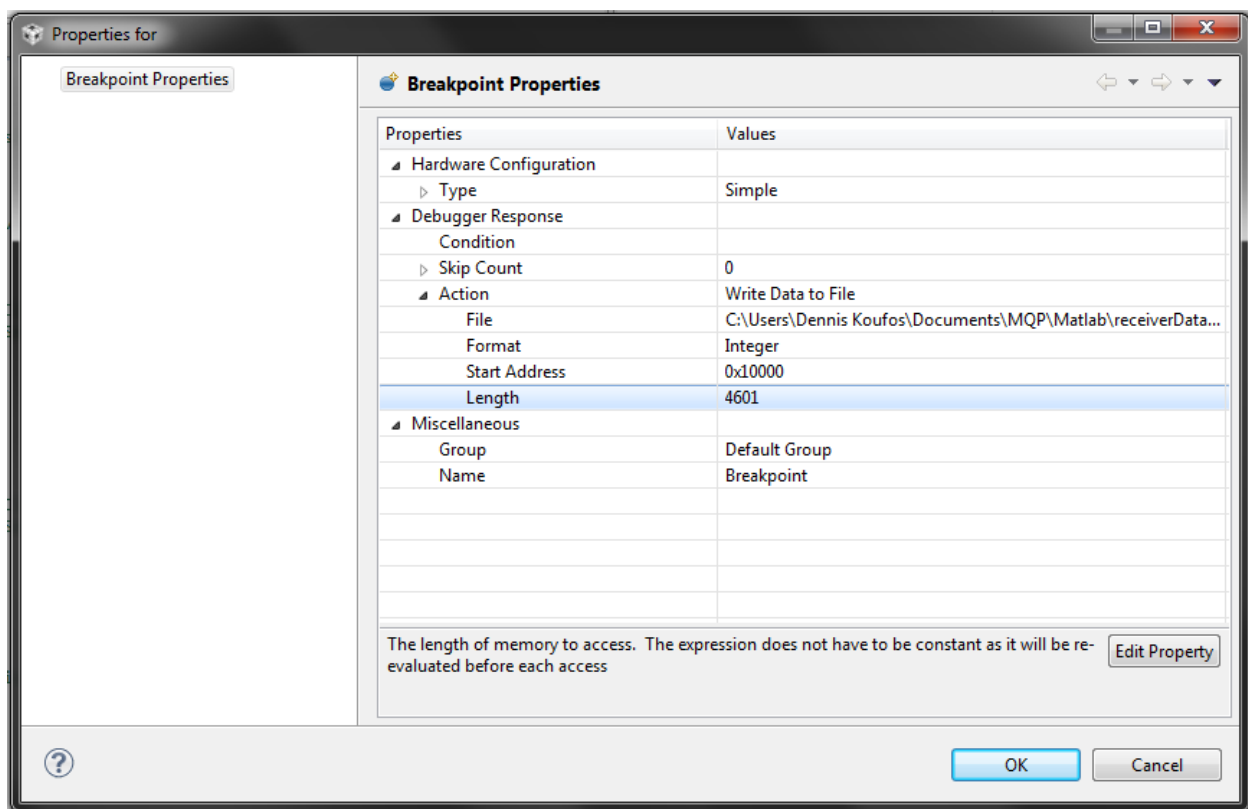 Properties for
Breakpoint Properties
Breakpoint Properties
Properties Values
Hardware Configuration
Type Simple
Debugger Response
Condition
Skip Count 0
Action Write Data to File
File C:\Users\Dennis Koufos\Documents\MQP\Matlab\receiverData...
Format Integer
Start Address 0x10000
Length 4601
Miscellaneous
Group Default Group
Name Breakpoint
The length of memory to access. The expression does not have to be constant as it will be re-
evaluated before each access
Edit Property
OK Cancel